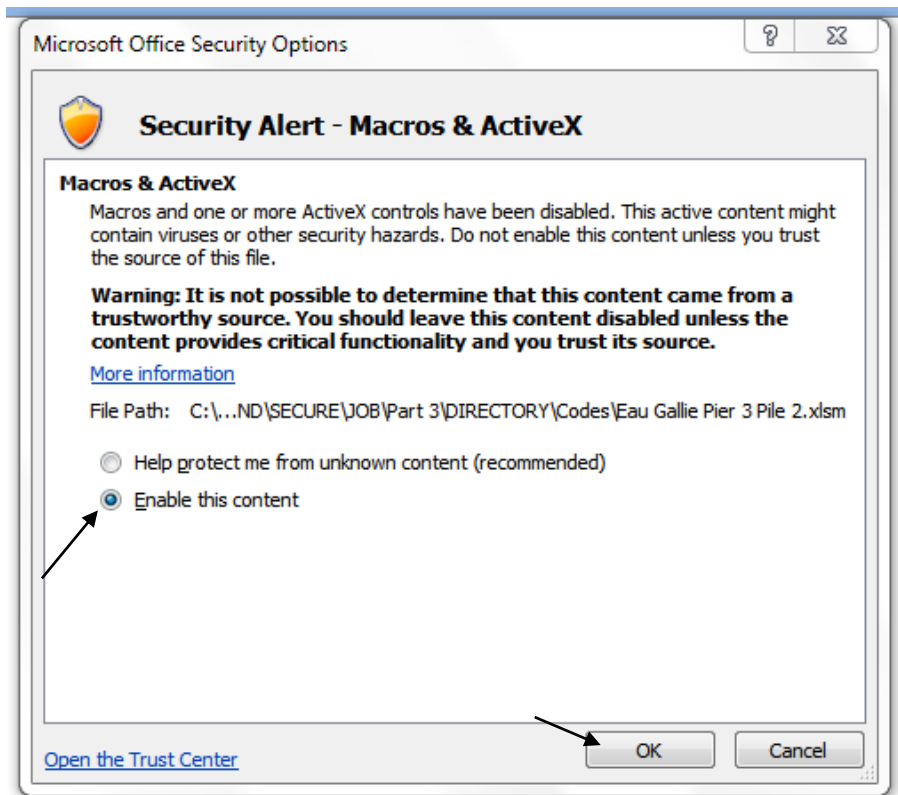 Microsoft Office Security Options
?
Security Alert - Macros & ActiveX
Macros & ActiveX
Macros and one or more ActiveX controls have been disabled. This active content might
contain viruses or other security hazards. Do not enable this content unless you trust
the source of this file.
Warning: It is not possible to determine that this content came from a
trustworthy source. You should leave this content disabled unless the
content provides critical functionality and you trust its source.
More information
File Path: C:\...ND\SECURE\JOB\Part 3\DIRECTORY\Codes\Eau Gallie Pier 3 Pile 2.xlsm
Help protect me from unknown content (recommended)
Enable this content
Open the Trust Center
OK
Cancel